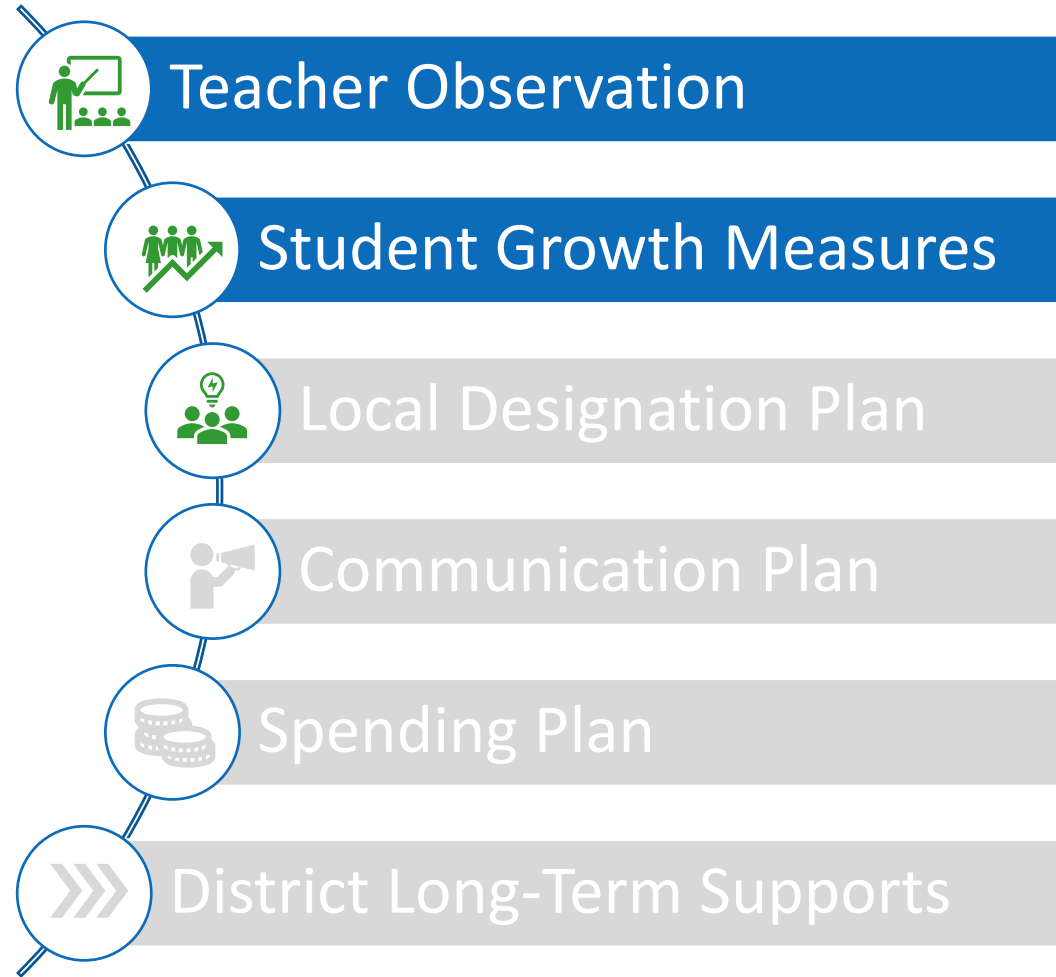 Teacher Observation
Student Growth Measures
Local Designation Plan
Communication Plan
Spending Plan
District Long-Term Supports